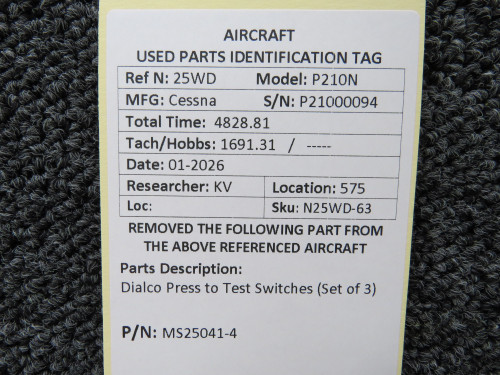 AIRCRAFT
USED PARTS IDENTIFICATION TAG
Ref N: 25WD Model: P210N
MFG: Cessna S/N: P21000094
Total Time: 4828.81
Tach/Hobbs: 1691.31 / -----
Date: 01-2026
Researcher: KV Location: 575
Loc: Sku: N25WD-63
REMOVED THE FOLLOWING PART FROM
THE ABOVE REFERENCED AIRCRAFT
Parts Description:
Dialco Press to Test Switches (Set of 3)
P/N: MS25041-4